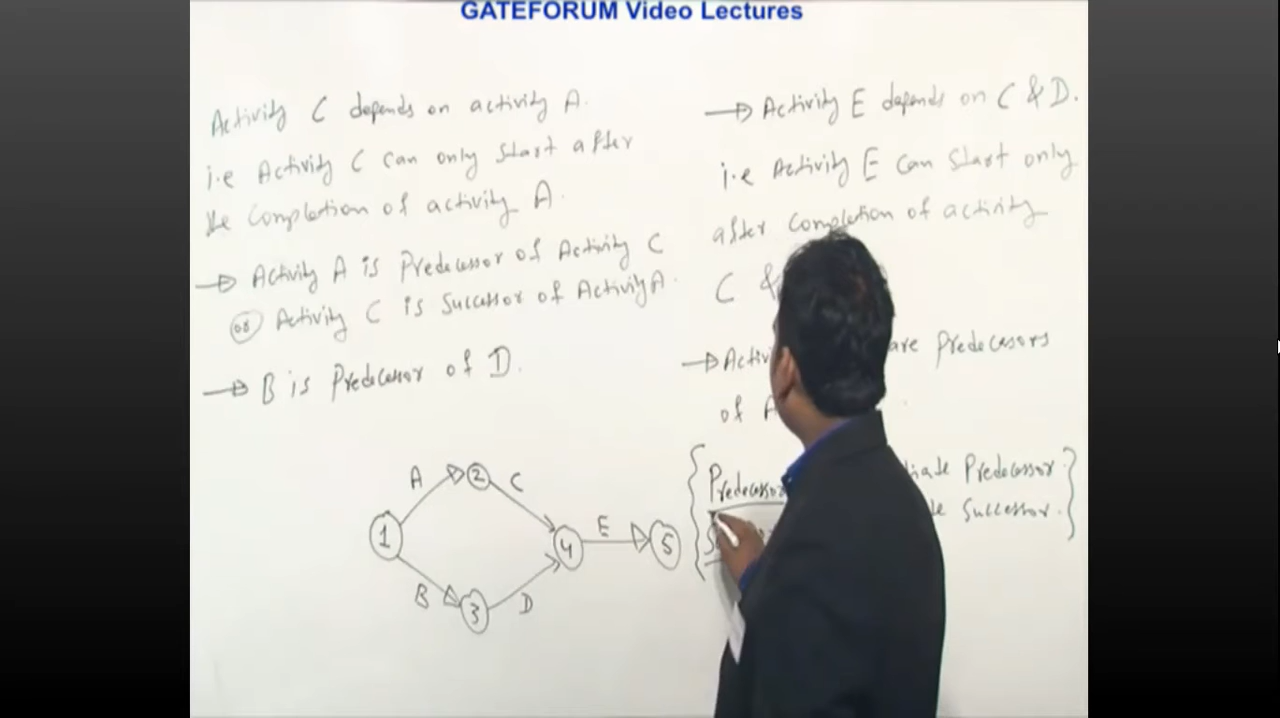 GATEFORUM Video Lectures
Activity C depends on activity A.
i.e Activity C can only start after
the completion of activity A.
→ Activity A is Predecessor of Activity C
or Activity C is Successor of Activity A.
→ B is Predecessor of D.
→ Activity E depends on C & D.
i.e Activity E can start only
after completion of activity
C &
are Predecesors
of
Predecessor
Predecessor
Successor.
A
2
C
1
4
E
5
B
3
D